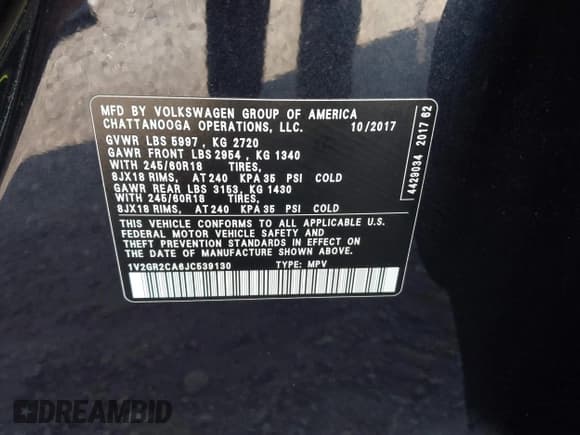 MFD BY VOLKSWAGEN GROUP OF AMERICA
CHATTANOOGA OPERATIONS, LLC. 10/2017
GVWR LBS 5997 , KG 2720
GAWR FRONT LBS 2954 , KG 1340
WITH 245/60R18 TIRES,
8JX18 RIMS, AT 240 KPA 35 PSI COLD
GAWR REAR LBS 3153, KG 1430
WITH 245/60R18 TIRES,
8JX18 RIMS, AT 240 KPA 35 PSI COLD
THIS VEHICLE CONFORMS TO ALL APPLICABLE U.S.
FEDERAL MOTOR VEHICLE SAFETY AND
THEFT PREVENTION STANDARDS IN EFFECT ON
THE DATE OF MANUFACTURE SHOWN ABOVE.
1V2GR2CA6JC539130 TYPE: MPV
4429034 2017 62
DREAMBID